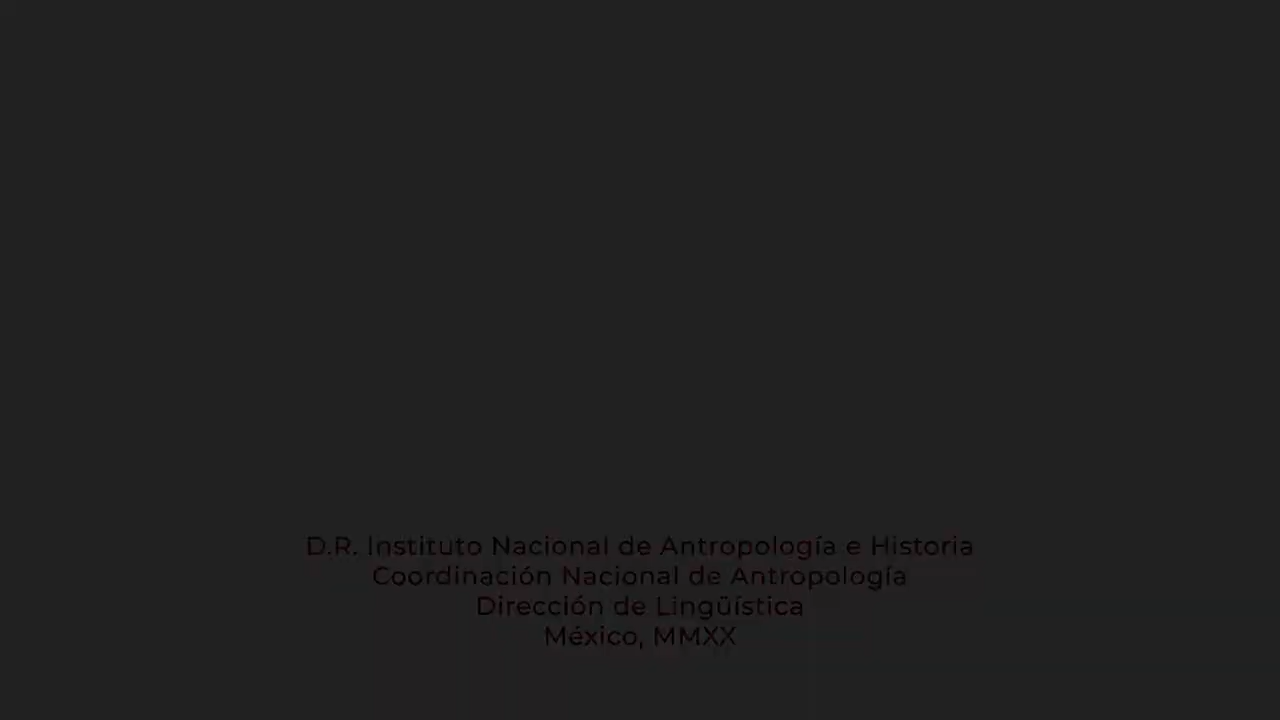 D.R. Instituto Nacional de Antropología e Historia
Coordinación Nacional de Antropología
Dirección de Lingüística
México, MMXX